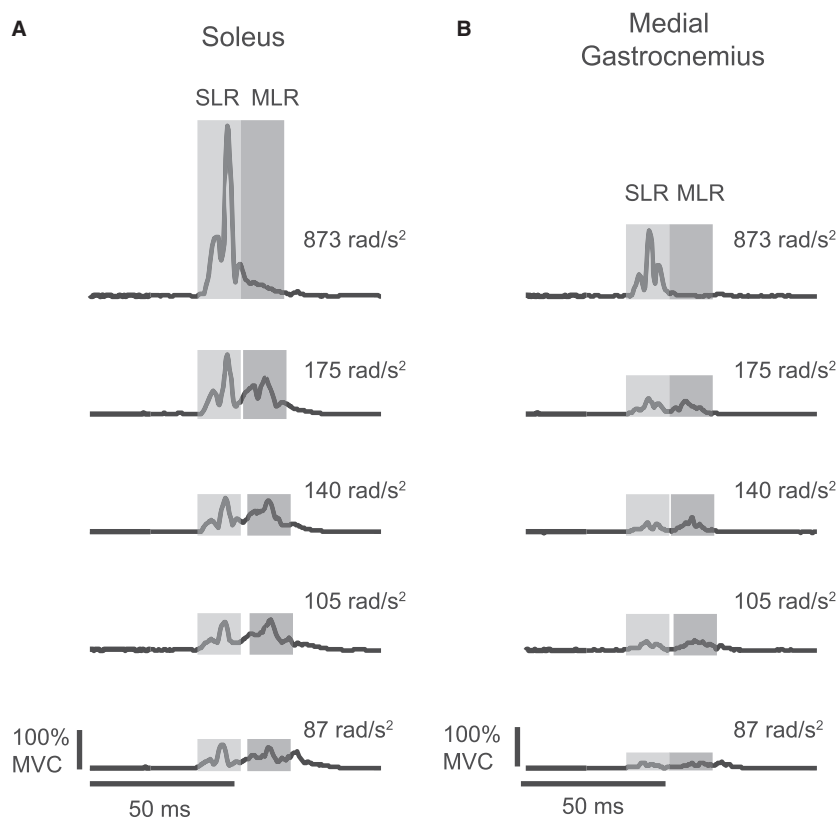 A
Soleus
SLR MLR
873 rad/s²
175 rad/s²
140 rad/s²
105 rad/s²
87 rad/s²
100%
MVC
50 ms
B
Medial
Gastrocnemius
SLR MLR
873 rad/s²
175 rad/s²
140 rad/s²
105 rad/s²
87 rad/s²
100%
MVC
50 ms